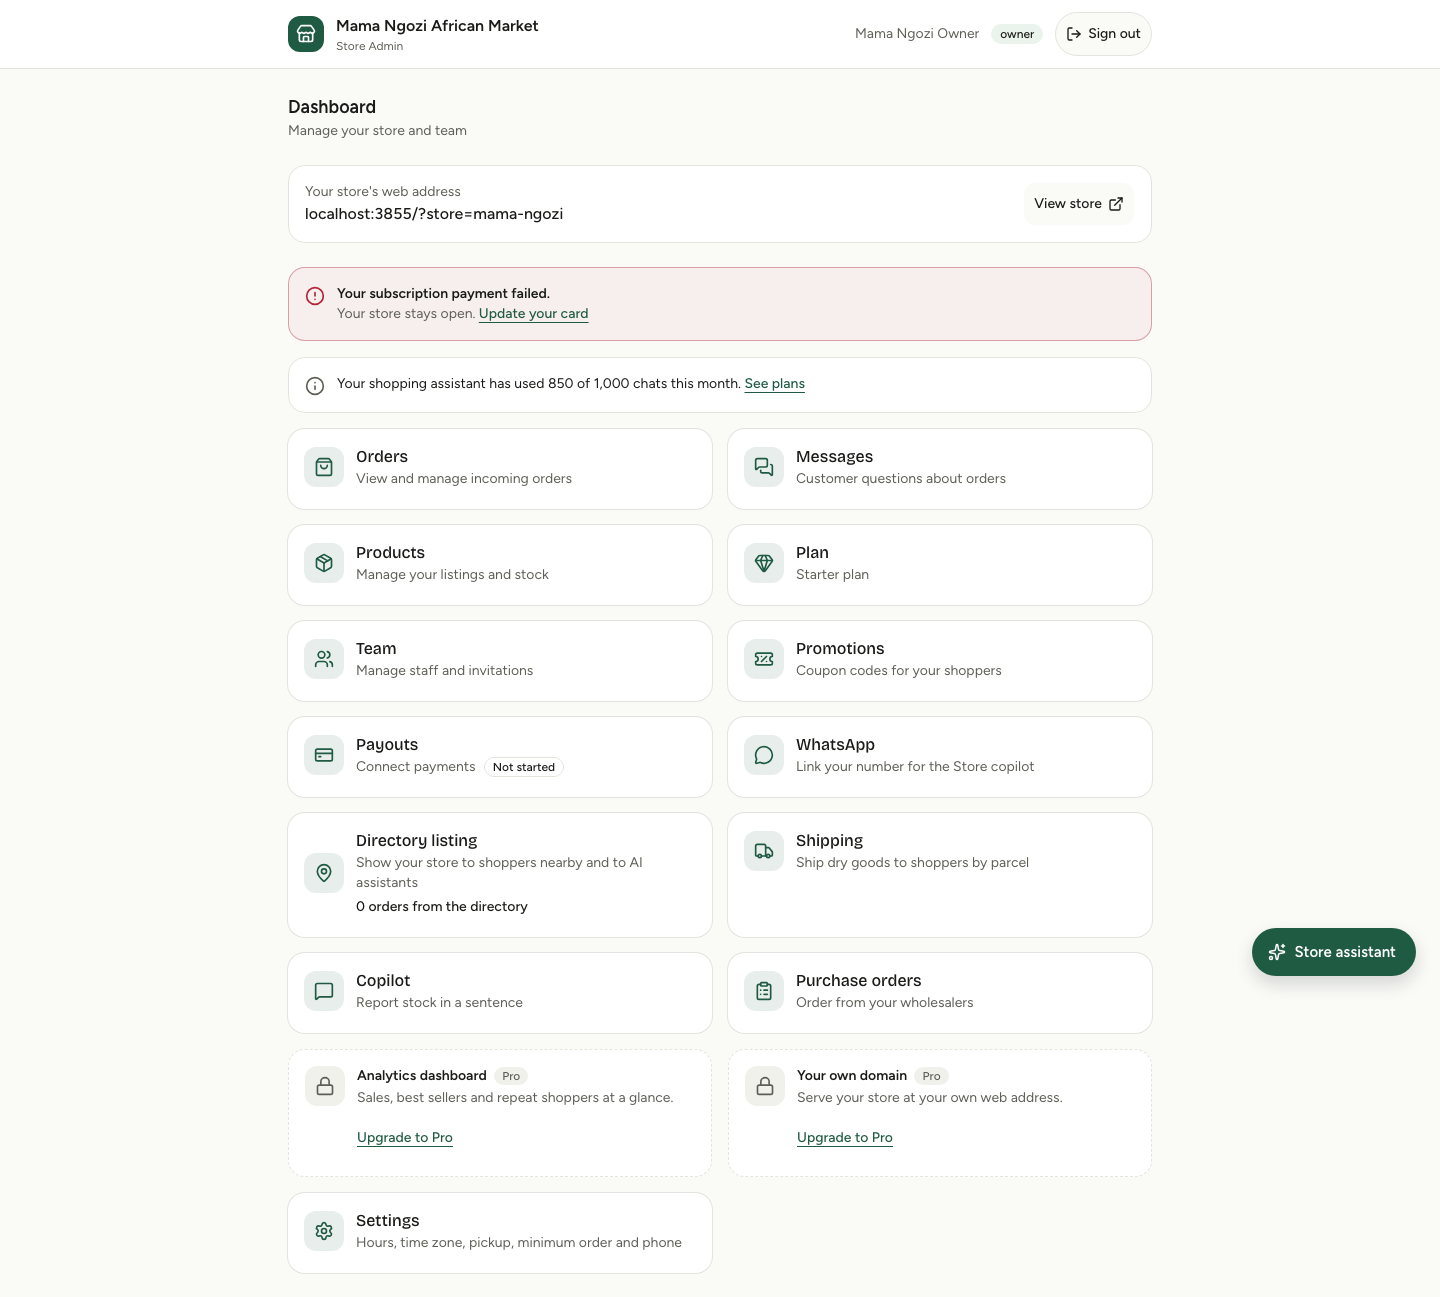 Mama Ngozi African Market
Store Admin
Mama Ngozi Owner
owner
Sign out
Dashboard
Manage your store and team
Your store's web address
localhost:3855/?store=mama-ngozi
View store
Your subscription payment failed.
Your store stays open. Update your card
Your shopping assistant has used 850 of 1,000 chats this month. See plans
Orders
View and manage incoming orders
Messages
Customer questions about orders
Products
Manage your listings and stock
Plan
Starter plan
Team
Manage staff and invitations
Promotions
Coupon codes for your shoppers
Payouts
Connect payments Not started
WhatsApp
Link your number for the Store copilot
Directory listing
Show your store to shoppers nearby and to AI
assistants
0 orders from the directory
Shipping
Ship dry goods to shoppers by parcel
Store assistant
Copilot
Report stock in a sentence
Purchase orders
Order from your wholesalers
Analytics dashboard Pro
Sales, best sellers and repeat shoppers at a glance.
Upgrade to Pro
Your own domain Pro
Serve your store at your own web address.
Upgrade to Pro
Settings
Hours, time zone, pickup, minimum order and phone